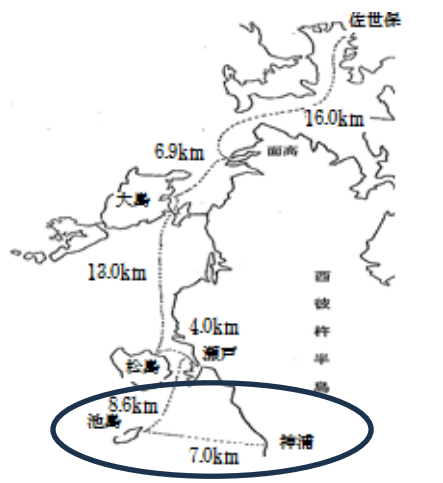 佐世保
16.0km
面高
6.9km
大島
13.0km
西彼杵半島
4.0km
瀬戸
松島
8.6km
池島
神浦
7.0km